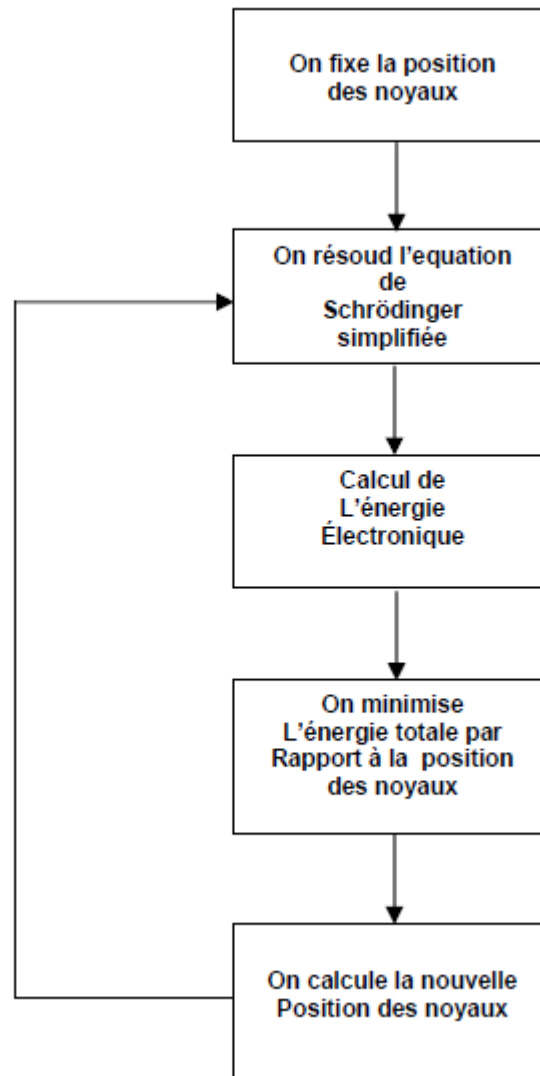 On fixe la position
des noyaux
On résoud l'equation
de
Schrödinger
simplifiée
Calcul de
L'énergie
Électronique
On minimise
L'énergie totale par
Rapport à la position
des noyaux
On calcule la nouvelle
Position des noyaux